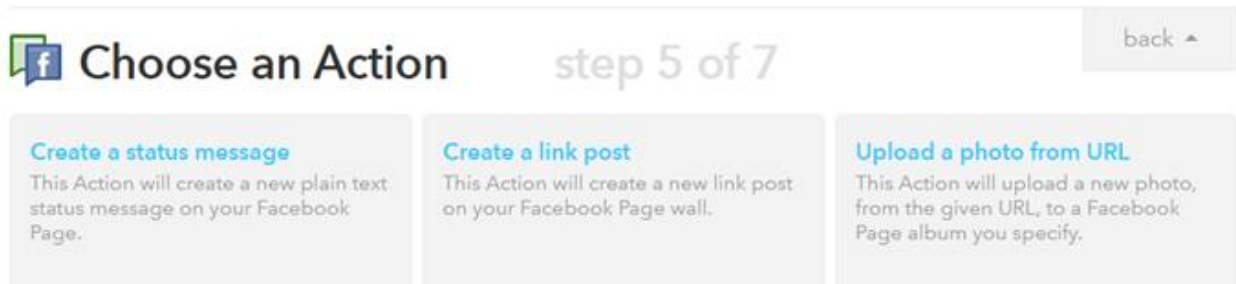 Choose an Action
step 5 of 7
back
Create a status message
This Action will create a new plain text
status message on your Facebook
Page.
Create a link post
This Action will create a new link post
on your Facebook Page wall.
Upload a photo from URL
This Action will upload a new photo,
from the given URL, to a Facebook
Page album you specify.